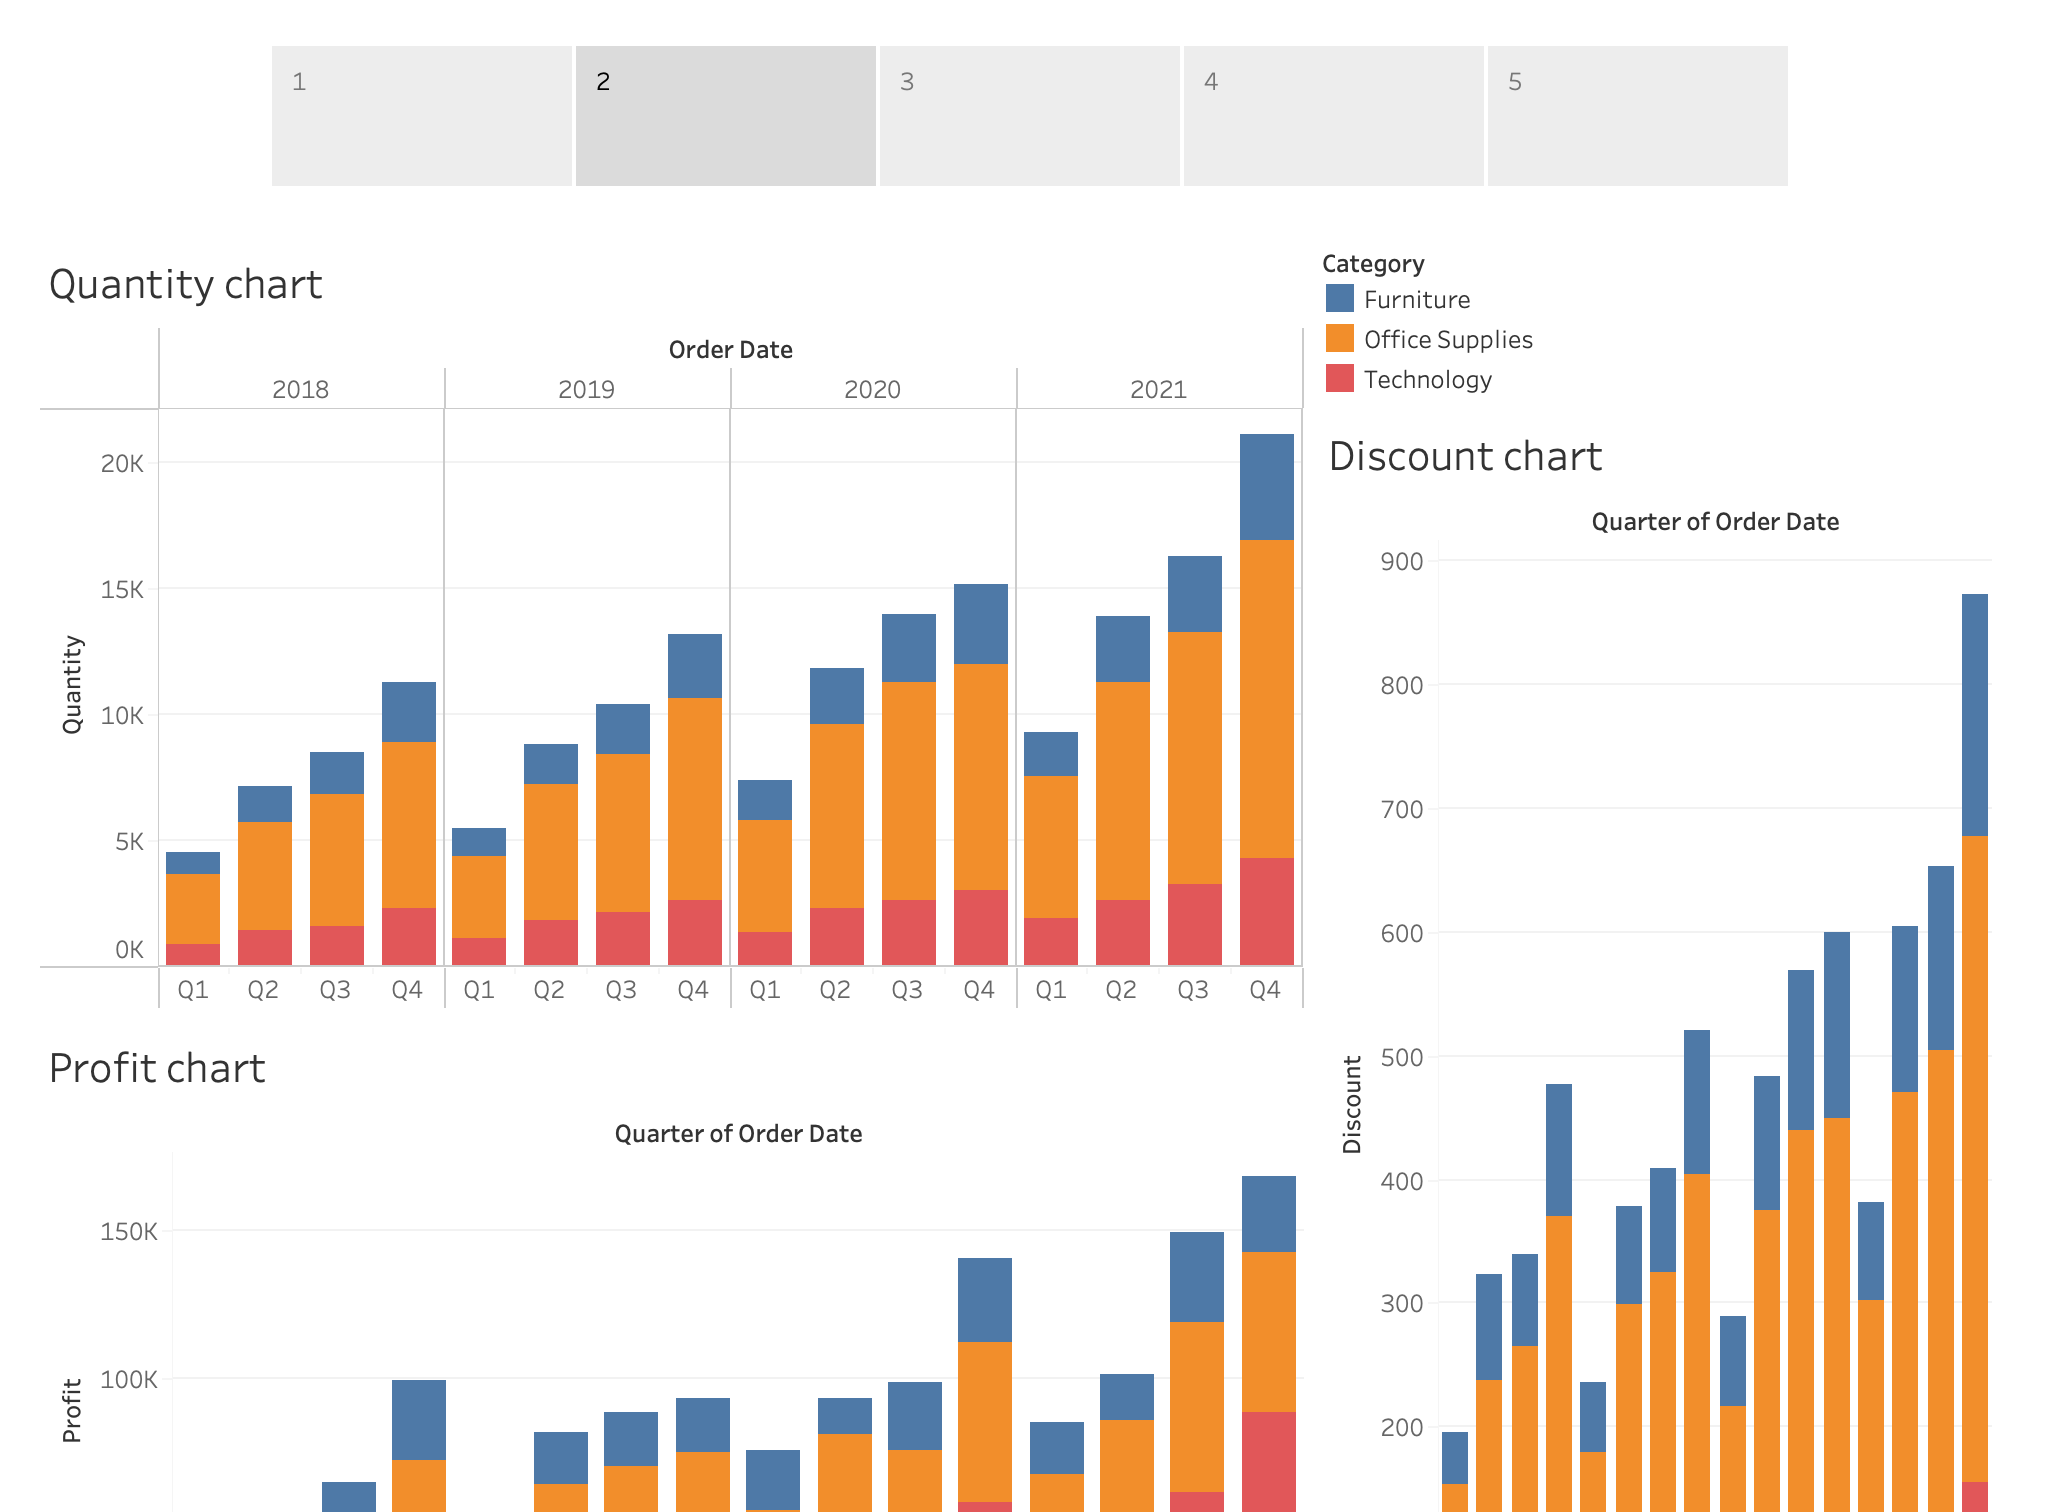 1 2 3 4 5
Quantity chart
Order Date
2018 2019 2020 2021
20K
15K
10K
5K
0K
Quantity
Q1 Q2 Q3 Q4 Q1 Q2 Q3 Q4 Q1 Q2 Q3 Q4 Q1 Q2 Q3 Q4
Category
Furniture
Office Supplies
Technology
Discount chart
Quarter of Order Date
900
800
700
600
500
400
300
200
Discount
Profit chart
Quarter of Order Date
150K
100K
Profit